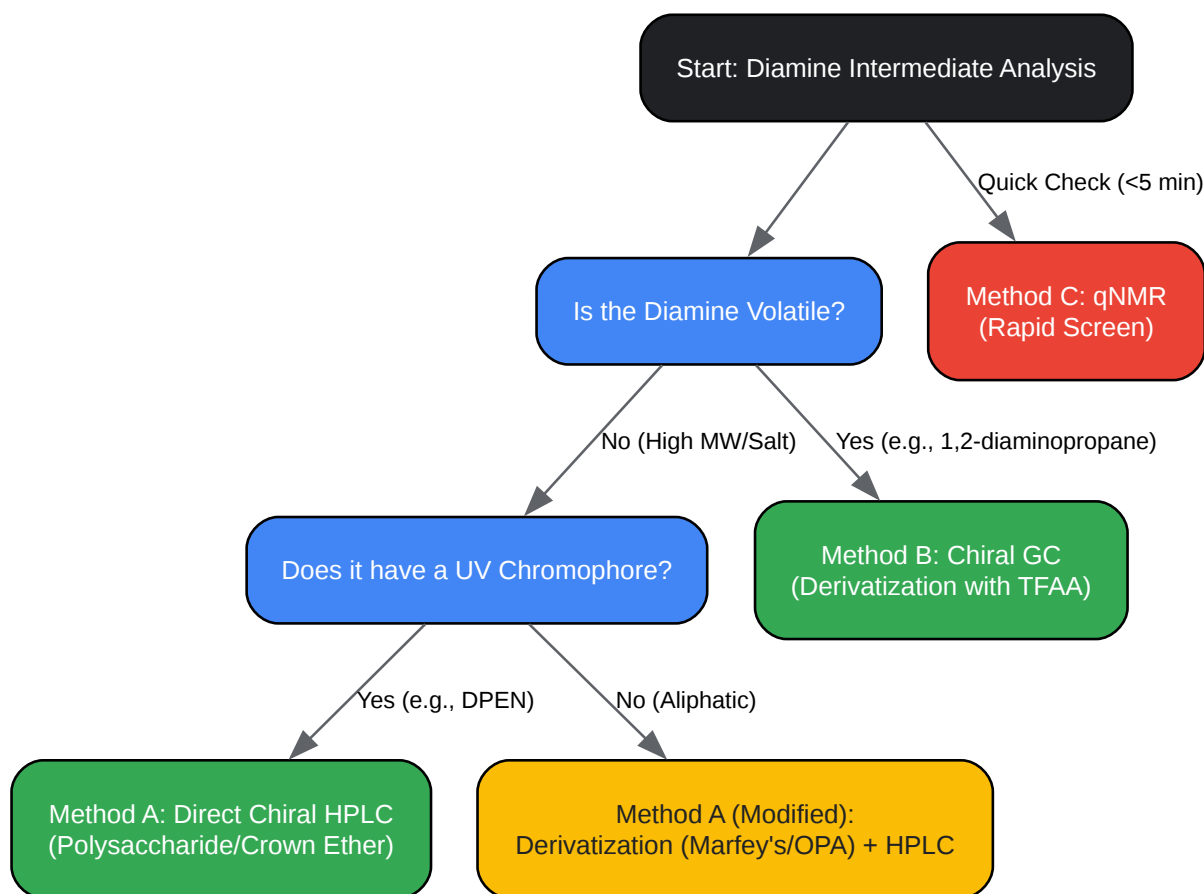 Start: Diamine Intermediate Analysis
Quick Check (<5 min)
Is the Diamine Volatile?
Method C: qNMR
(Rapid Screen)
No (High MW/Salt)
Yes (e.g., 1,2-diaminopropane)
Does it have a UV Chromophore?
Method B: Chiral GC
(Derivatization with TFAA)
Yes (e.g., DPEN)
No (Aliphatic)
Method A: Direct Chiral HPLC
(Polysaccharide/Crown Ether)
Method A (Modified):
Derivatization (Marfey's/OPA) + HPLC